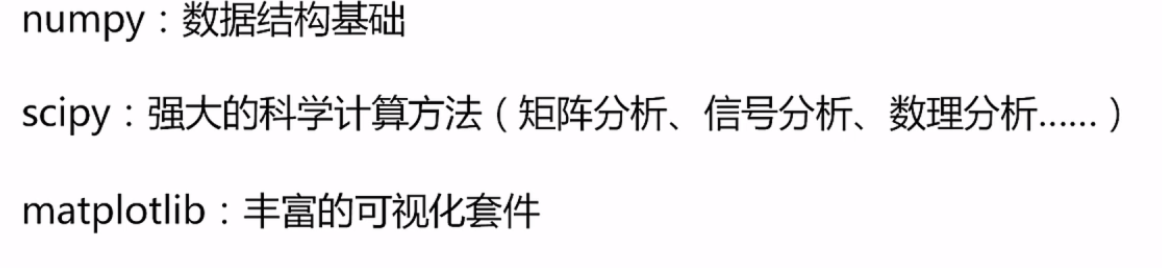 numpy：数据结构基础
scipy：强大的科学计算方法（矩阵分析、信号分析、数理分析……）
matplotlib：丰富的可视化套件